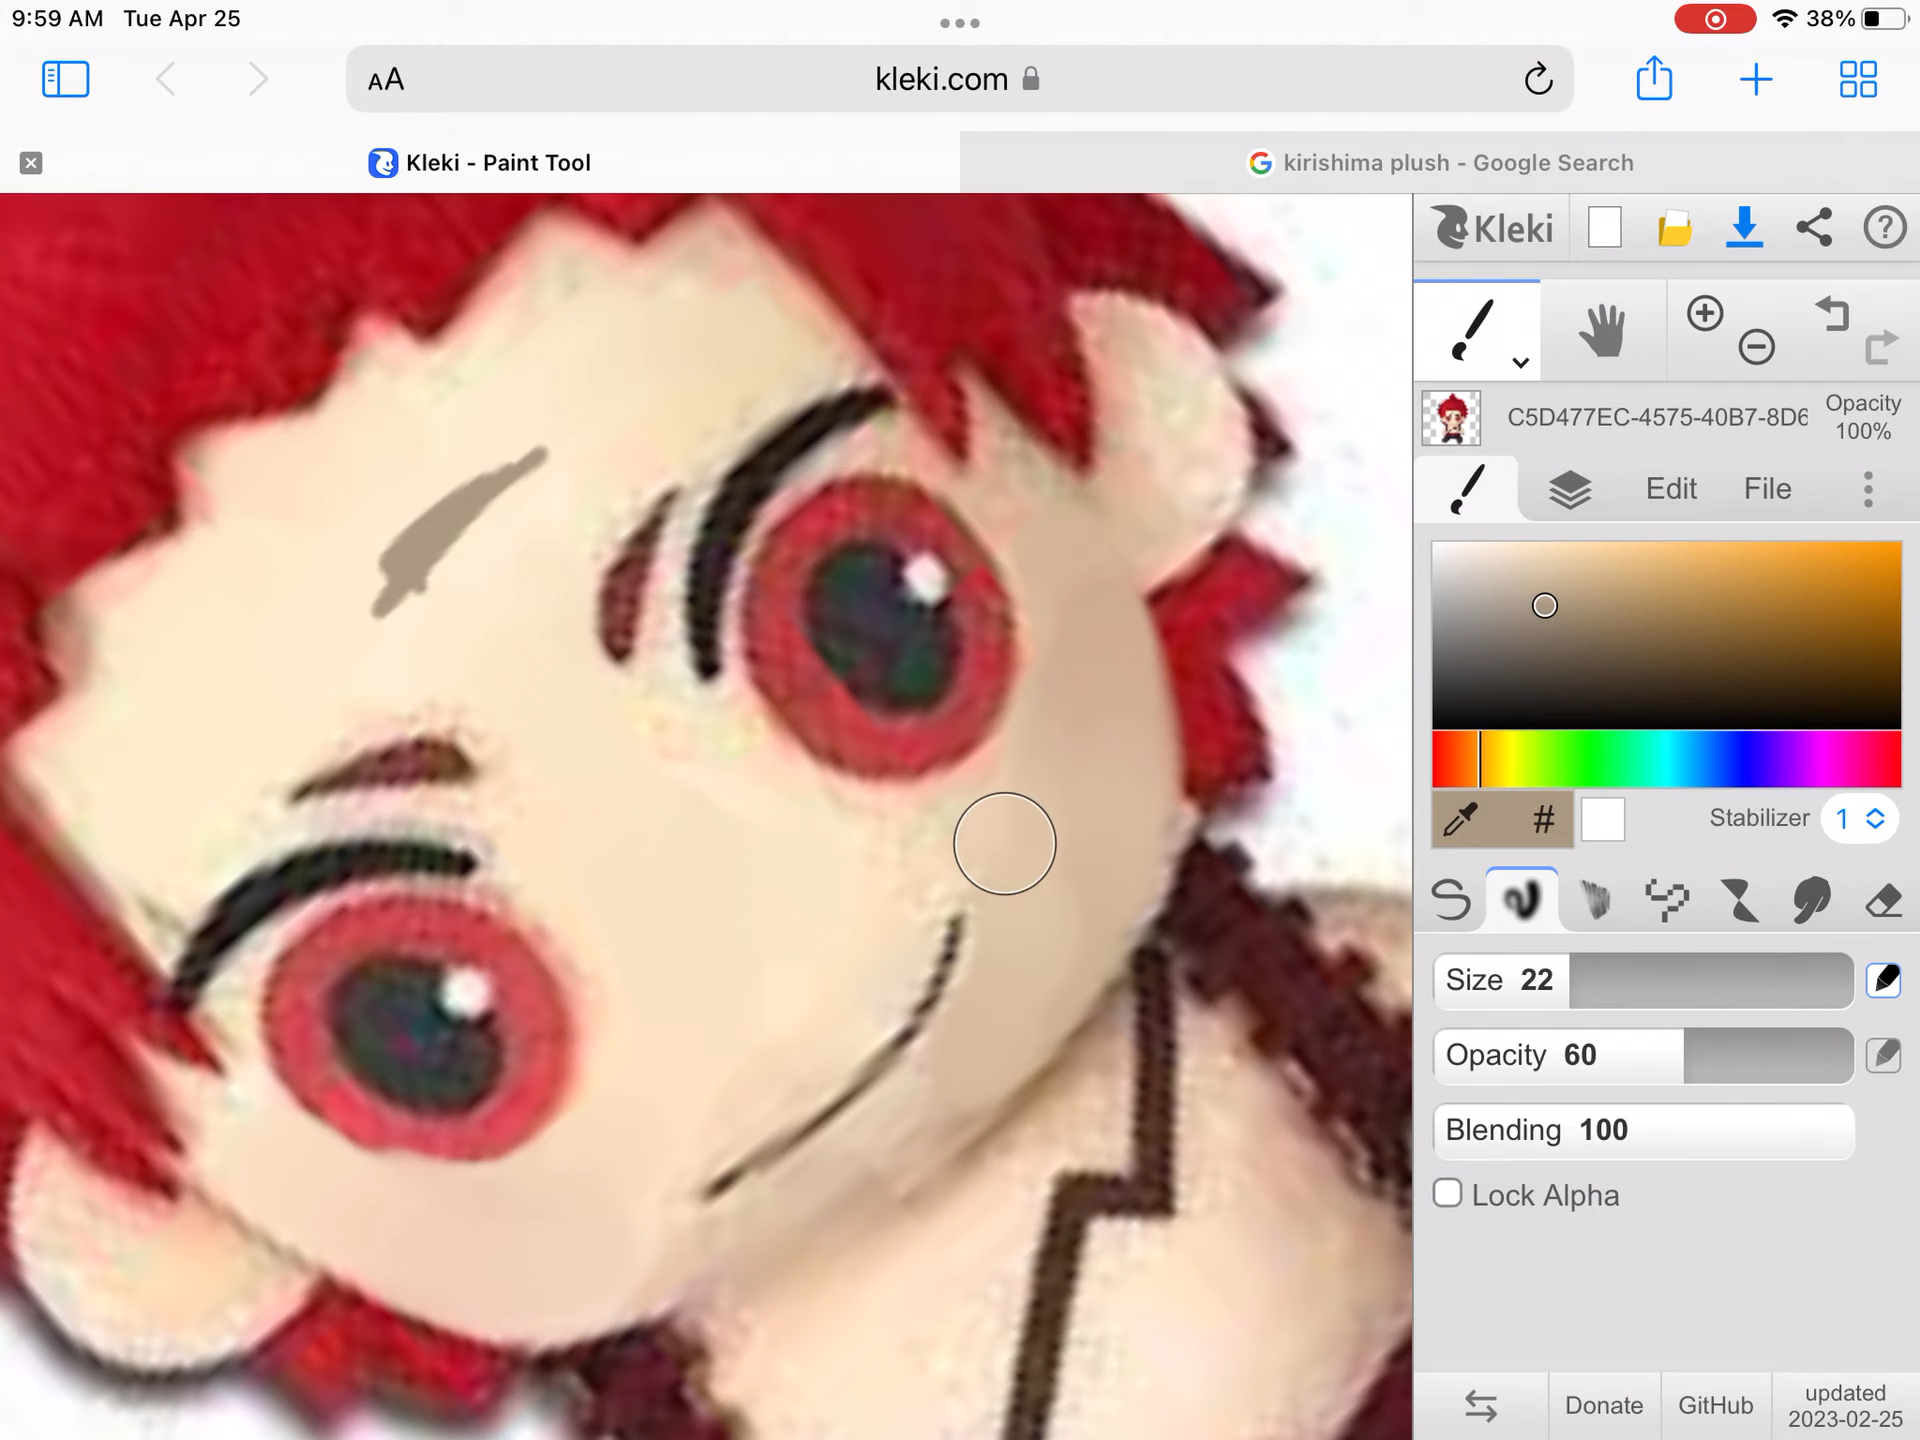 9:59 AM Tue Apr 25
38%
AA
kleki.com
Kleki - Paint Tool
kirishima plush - Google Search
Kleki
C5D477EC-4575-40B7-8D6
Opacity
100%
Edit
File
#
Stabilizer
1
Size 22
Opacity 60
Blending 100
Lock Alpha
Donate
GitHub
updated
2023-02-25